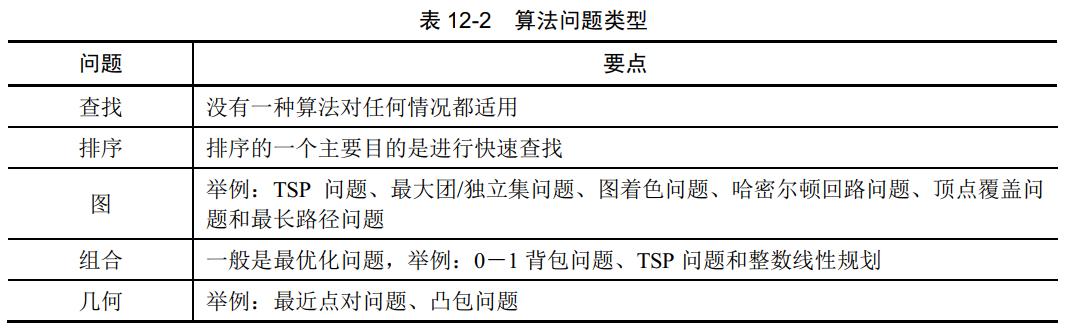 表 12-2 算法问题类型
问题 要点
查找 没有一种算法对任何情况都适用
排序 排序的一个主要目的是进行快速查找
图 举例：TSP 问题、最大团/独立集问题、图着色问题、哈密尔顿回路问题、顶点覆盖问
题和最长路径问题
组合 一般是最优化问题，举例：0－1 背包问题、TSP 问题和整数线性规划
几何 举例：最近点对问题、凸包问题